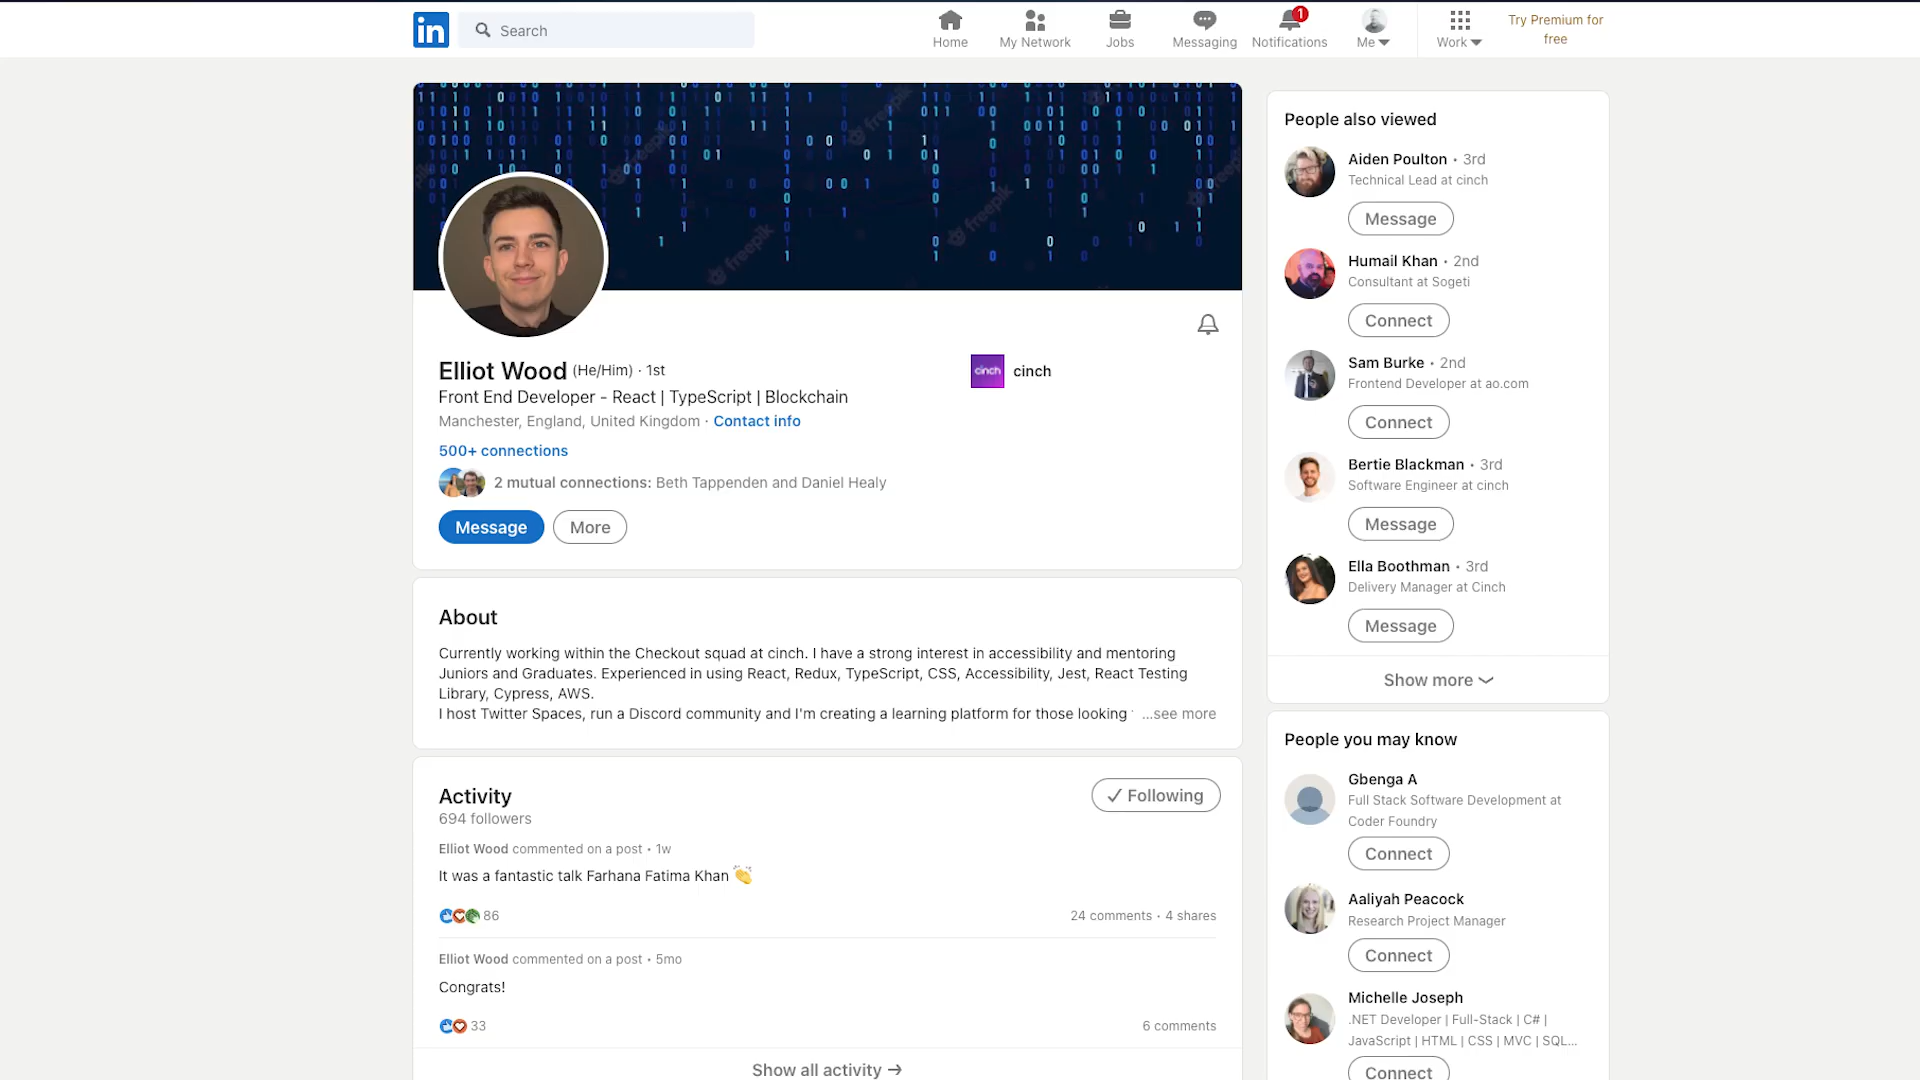 in
Search
Home
My Network
Jobs
Messaging
1
Notifications
Me
Work
Try Premium for
free
freepik
freepik
cinch
cinch
Elliot Wood (He/Him) · 1st
Front End Developer - React | TypeScript | Blockchain
Manchester, England, United Kingdom · Contact info
500+ connections
2 mutual connections: Beth Tappenden and Daniel Healy
Message
More
About
Currently working within the Checkout squad at cinch. I have a strong interest in accessibility and mentoring
Juniors and Graduates. Experienced in using React, Redux, TypeScript, CSS, Accessibility, Jest, React Testing
Library, Cypress, AWS.
I host Twitter Spaces, run a Discord community and I'm creating a learning platform for those looking ...see more
Activity
694 followers
Following
Elliot Wood commented on a post • 1w
It was a fantastic talk Farhana Fatima Khan 👏
86
24 comments • 4 shares
Elliot Wood commented on a post • 5mo
Congrats!
33
6 comments
Show all activity →
People also viewed
Aiden Poulton • 3rd
Technical Lead at cinch
Message
Humail Khan • 2nd
Consultant at Sogeti
Connect
Sam Burke • 2nd
Frontend Developer at ao.com
Connect
Bertie Blackman • 3rd
Software Engineer at cinch
Message
Ella Boothman • 3rd
Delivery Manager at Cinch
Message
Show more
People you may know
Gbenga A
Full Stack Software Development at
Coder Foundry
Connect
Aaliyah Peacock
Research Project Manager
Connect
Michelle Joseph
.NET Developer | Full-Stack | C# |
JavaScript | HTML | CSS | MVC | SQL...
Connect